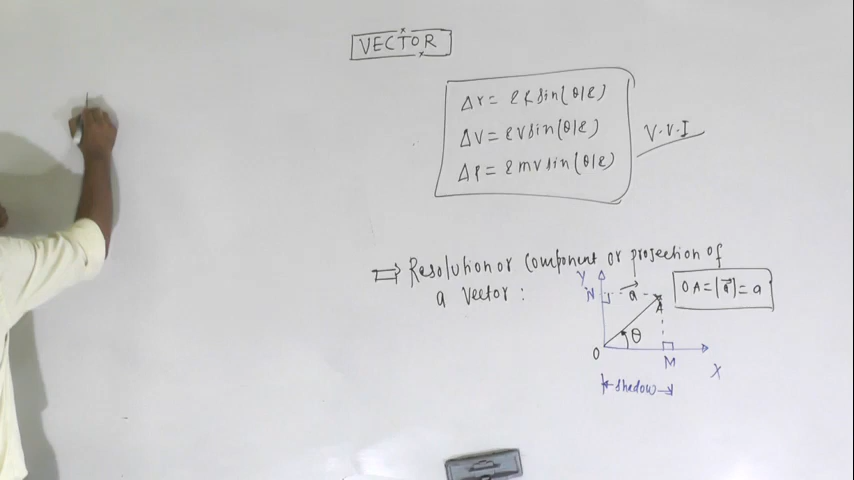 VECTOR
Δr = 2R sin(θ/2)
ΔV = 2V sin(θ/2)
ΔP = 2mV sin(θ/2)
V.V.I
⇒ Resolution or component or projection of
a vector :
Y
N
a⃗
A
OA = |a⃗| = a
θ
O
M
X
shadow